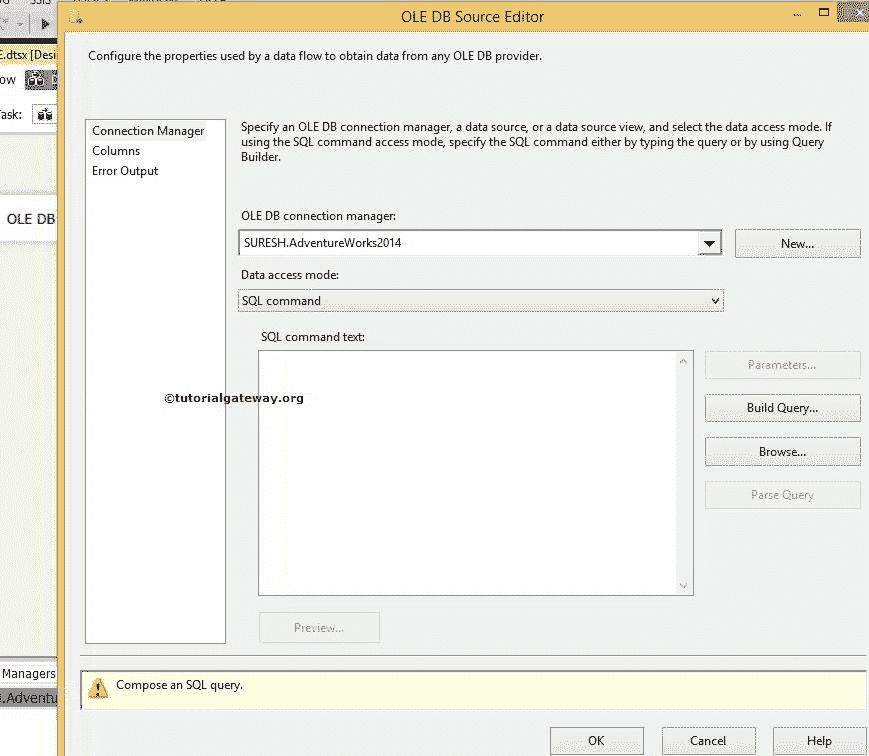 OLE DB Source Editor
E.dtsx [Desi
ow
Configure the properties used by a data flow to obtain data from any OLE DB provider.
ask:
Connection Manager
Columns
Error Output
Specify an OLE DB connection manager, a data source, or a data source view, and select the data access mode. If
using the SQL command access mode, specify the SQL command either by typing the query or by using Query
Builder.
OLE DB
OLE DB connection manager:
SURESH.AdventureWorks2014
New...
Data access mode:
SQL command
SQL command text:
Parameters...
©tutorialgateway.org
Build Query...
Browse...
Parse Query
Preview...
Managers
.Adventu
Compose an SQL query.
OK
Cancel
Help